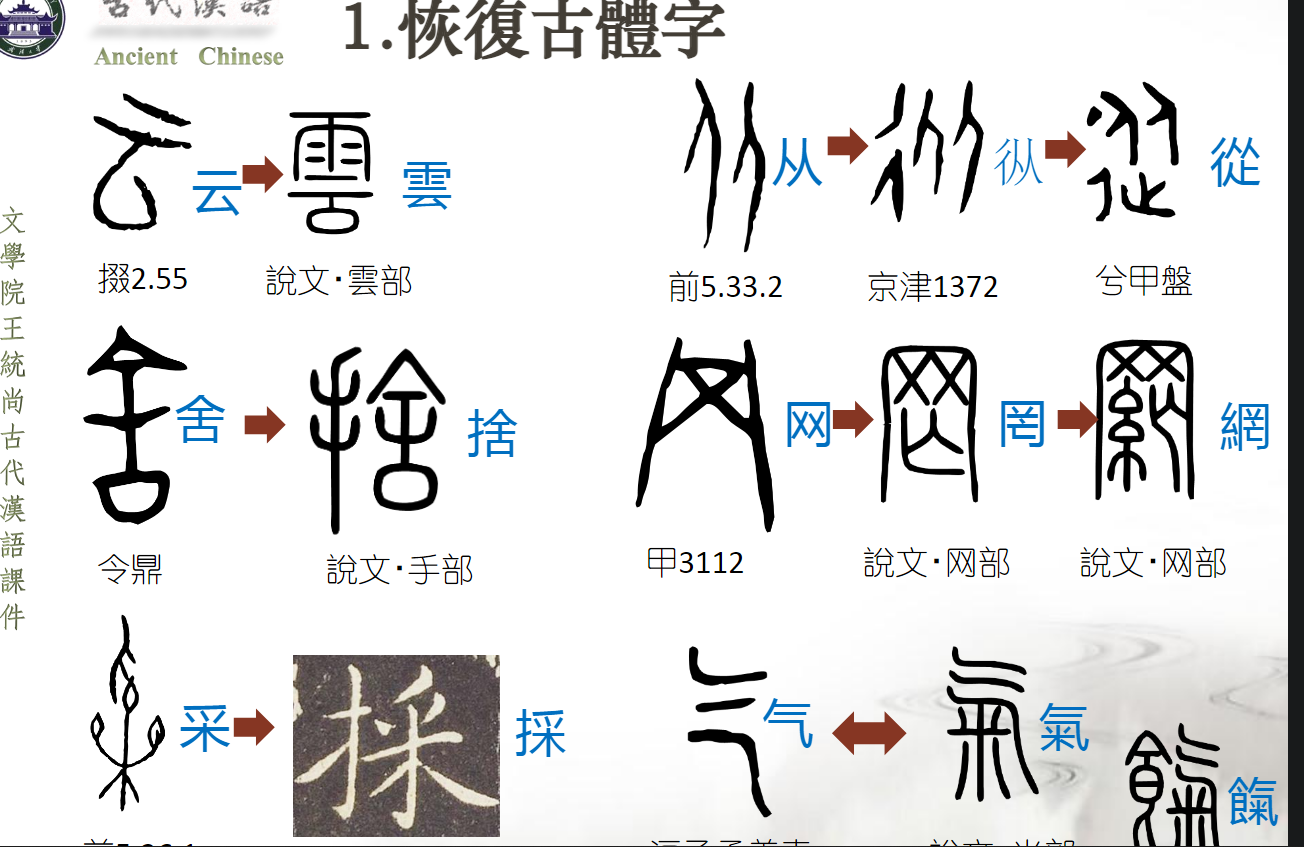 古代漢語
Ancient Chinese
1.恢復古體字
文學院王統尚古代漢語課件
云 雲 从 㒭 從
掇2.55 說文·雲部 前5.33.2 京津1372 兮甲盤
舍 捨 网 罔 網
令鼎 說文·手部 甲3112 說文·网部 說文·网部
采 採 採 气 氣 餼